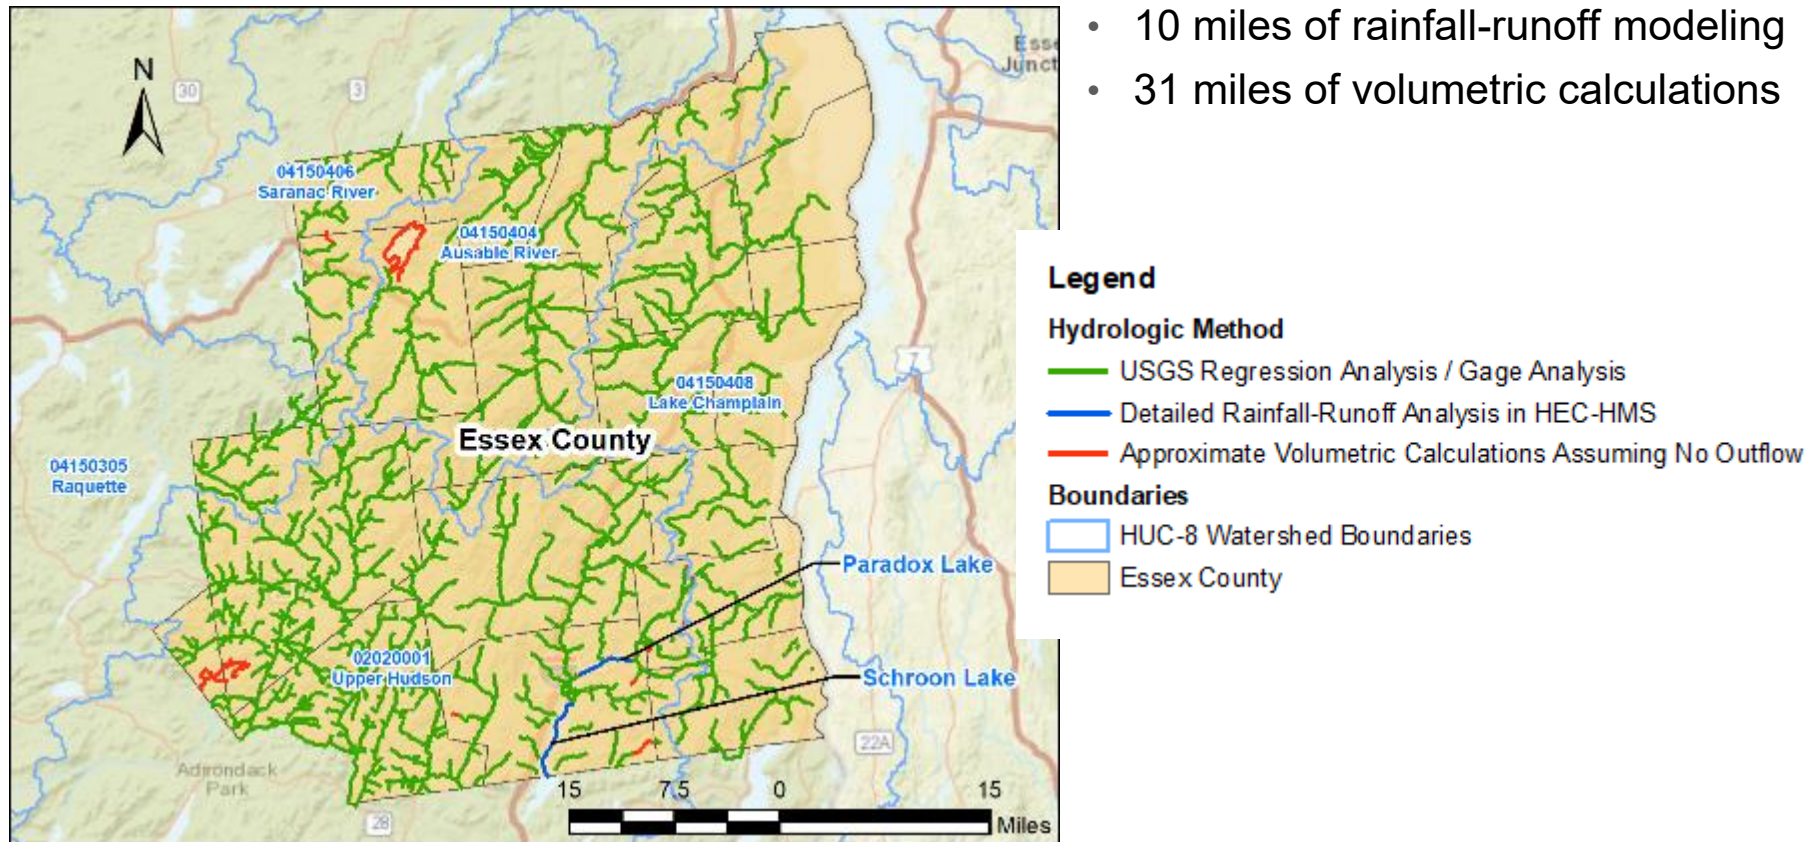 • 10 miles of rainfall-runoff modeling
• 31 miles of volumetric calculations
N
30
3
Essex
Junct
04150406
Saranac River
04150404
Ausable River
7
04150408
Lake Champlain
Essex County
04150305
Raquette
Paradox Lake
02020001
Upper Hudson
Schroon Lake
22A
Adirondack
Park
28
15 7.5 0 15
Miles
Legend
Hydrologic Method
USGS Regression Analysis / Gage Analysis
Detailed Rainfall-Runoff Analysis in HEC-HMS
Approximate Volumetric Calculations Assuming No Outflow
Boundaries
HUC-8 Watershed Boundaries
Essex County